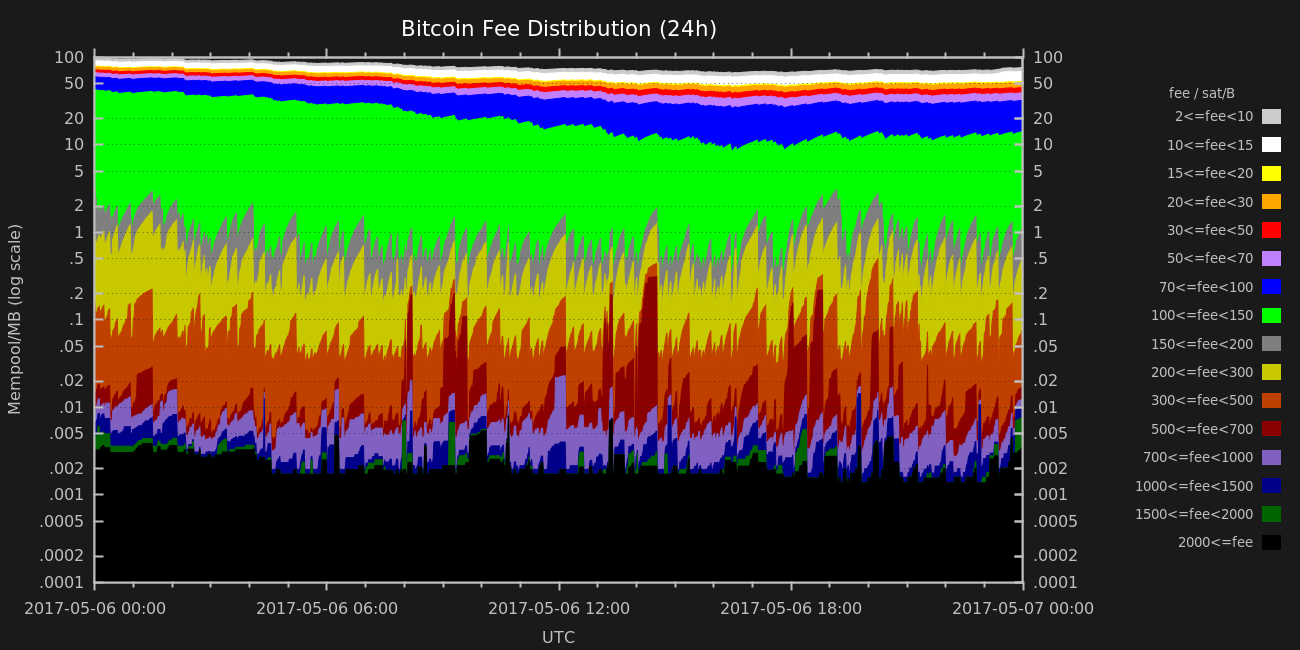 Bitcoin Fee Distribution (24h)
100 100
50 50
20 20
10 10
5 5
2 2
1 1
.5 .5
.2 .2
.1 .1
.05 .05
.02 .02
.01 .01
.005 .005
.002 .002
.001 .001
.0005 .0005
.0002 .0002
.0001 .0001
Mempool/MB (log scale)
2017-05-06 00:00 2017-05-06 06:00 2017-05-06 12:00 2017-05-06 18:00 2017-05-07 00:00
UTC
fee / sat/B
2<=fee<10
10<=fee<15
15<=fee<20
20<=fee<30
30<=fee<50
50<=fee<70
70<=fee<100
100<=fee<150
150<=fee<200
200<=fee<300
300<=fee<500
500<=fee<700
700<=fee<1000
1000<=fee<1500
1500<=fee<2000
2000<=fee